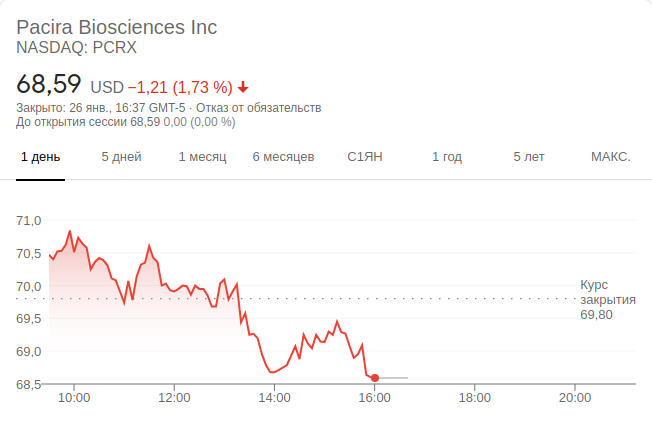 Pacira Biosciences Inc
NASDAQ: PCRX
68,59 USD −1,21 (1,73 %)
Закрыто: 26 янв., 16:37 GMT-5 · Отказ от обязательств
До открытия сессии 68,59 0,00 (0,00 %)
1 день 5 дней 1 месяц 6 месяцев С1ЯН 1 год 5 лет МАКС.
71,0
70,5
70,0
69,5
69,0
68,5
Курс
закрытия
69,80
10:00 12:00 14:00 16:00 18:00 20:00